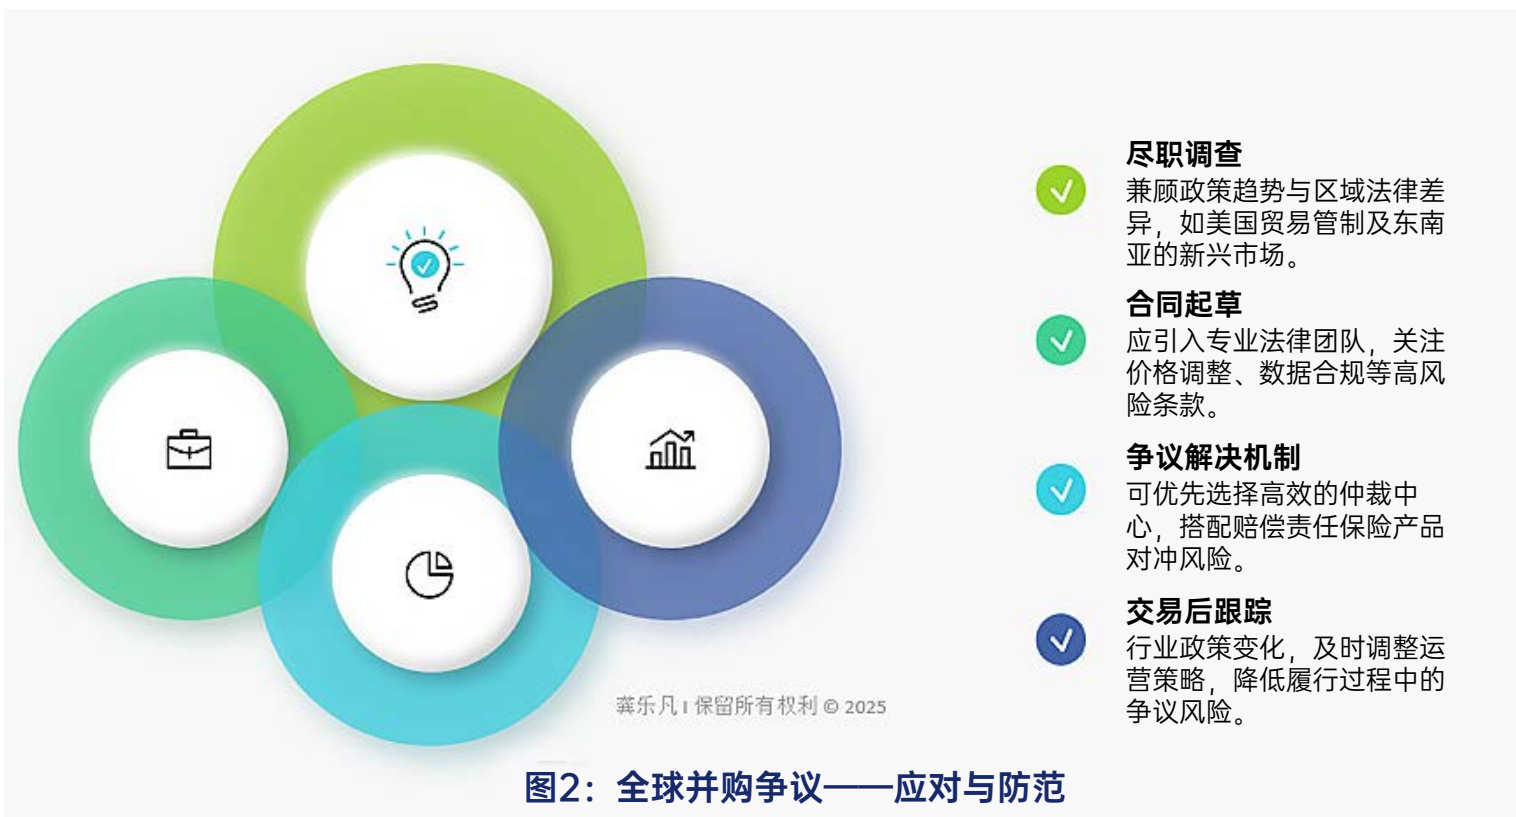 尽职调查
兼顾政策趋势与区域法律差
异，如美国贸易管制及东南
亚的新兴市场。
合同起草
应引入专业法律团队，关注
价格调整、数据合规等高风
险条款。
争议解决机制
可优先选择高效的仲裁中
心，搭配赔偿责任保险产品
对冲风险。
交易后跟踪
行业政策变化，及时调整运
营策略，降低履行过程中的
争议风险。
龚乐凡 I 保留所有权利 © 2025
图2：全球并购争议——应对与防范